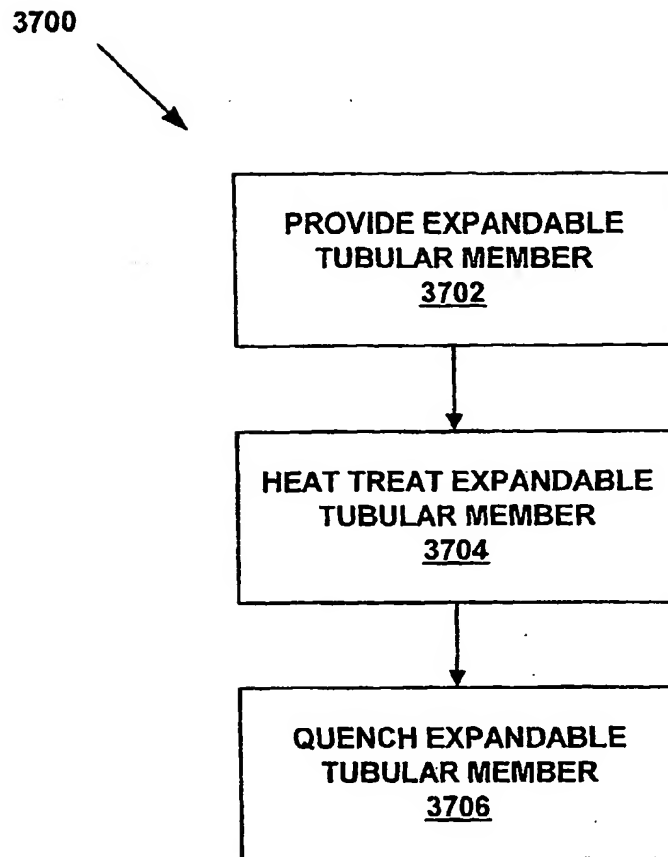 3700
PROVIDE EXPANDABLE
TUBULAR MEMBER
3702
HEAT TREAT EXPANDABLE
TUBULAR MEMBER
3704
QUENCH EXPANDABLE
TUBULAR MEMBER
3706